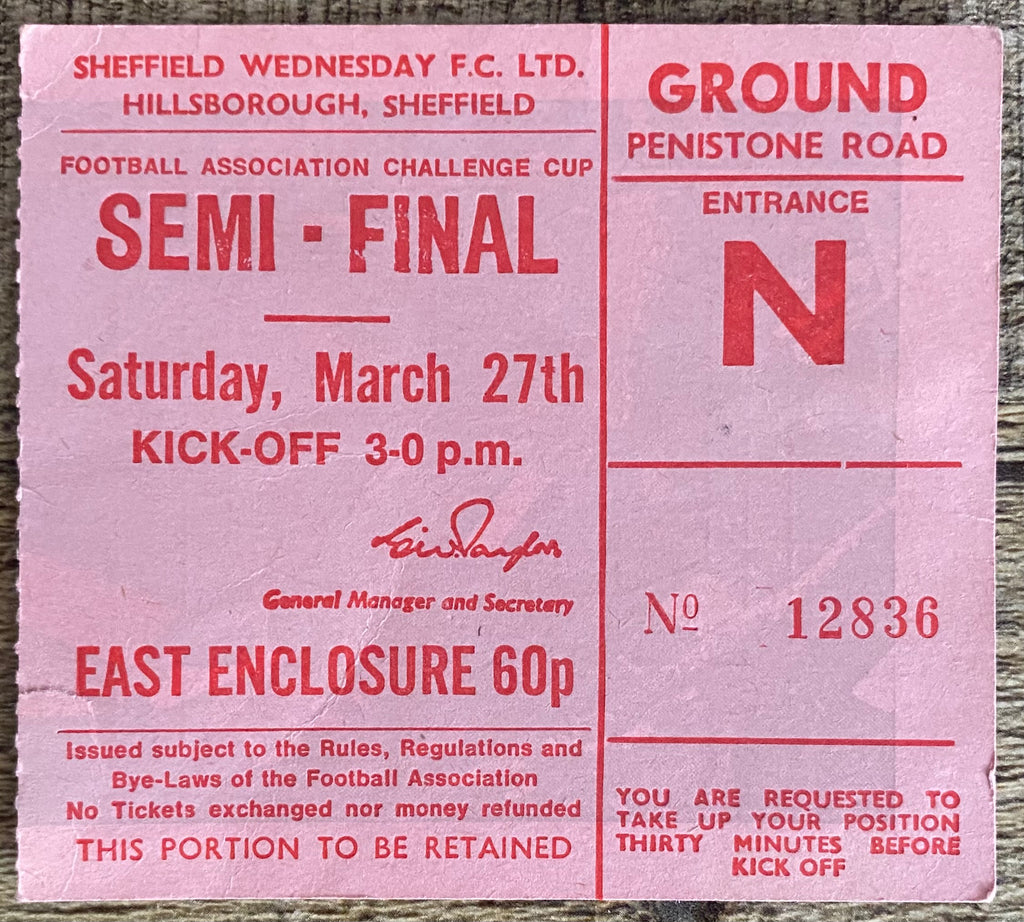 SHEFFIELD WEDNESDAY F.C. LTD.
HILLSBOROUGH, SHEFFIELD
FOOTBALL ASSOCIATION CHALLENGE CUP
SEMI · FINAL
Saturday, March 27th
KICK-OFF 3-0 p.m.
Eric Taylor
General Manager and Secretary
EAST ENCLOSURE 60p
Issued subject to the Rules, Regulations and
Bye-Laws of the Football Association
No Tickets exchanged nor money refunded
THIS PORTION TO BE RETAINED
GROUND
PENISTONE ROAD
ENTRANCE
N
Nº 12836
YOU ARE REQUESTED TO
TAKE UP YOUR POSITION
THIRTY MINUTES BEFORE
KICK OFF